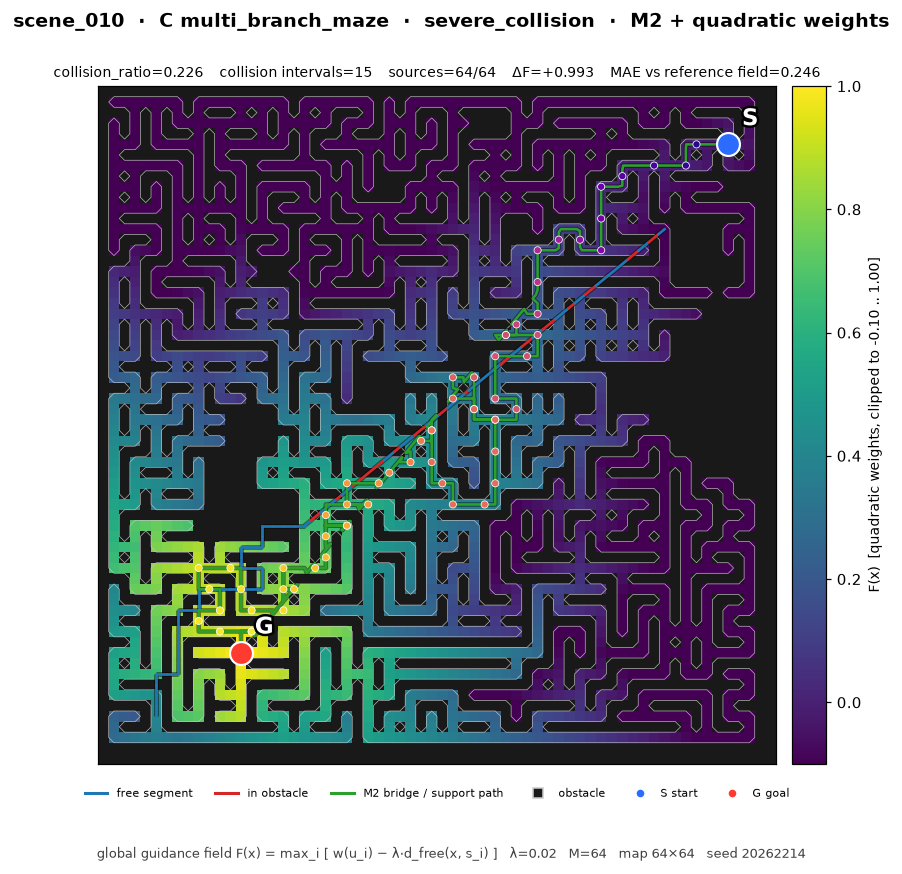 scene_010 · C multi_branch_maze · severe_collision · M2 + quadratic weights
collision_ratio=0.226 collision intervals=15 sources=64/64 ΔF=+0.993 MAE vs reference field=0.246
S
G
1.0
0.8
0.6
0.4
0.2
0.0
F(x) [quadratic weights, clipped to -0.10 .. 1.00]
free segment in obstacle M2 bridge / support path obstacle S start G goal
global guidance field F(x) = max_i [ w(u_i) − λ·d_free(x, s_i) ] λ=0.02 M=64 map 64×64 seed 20262214